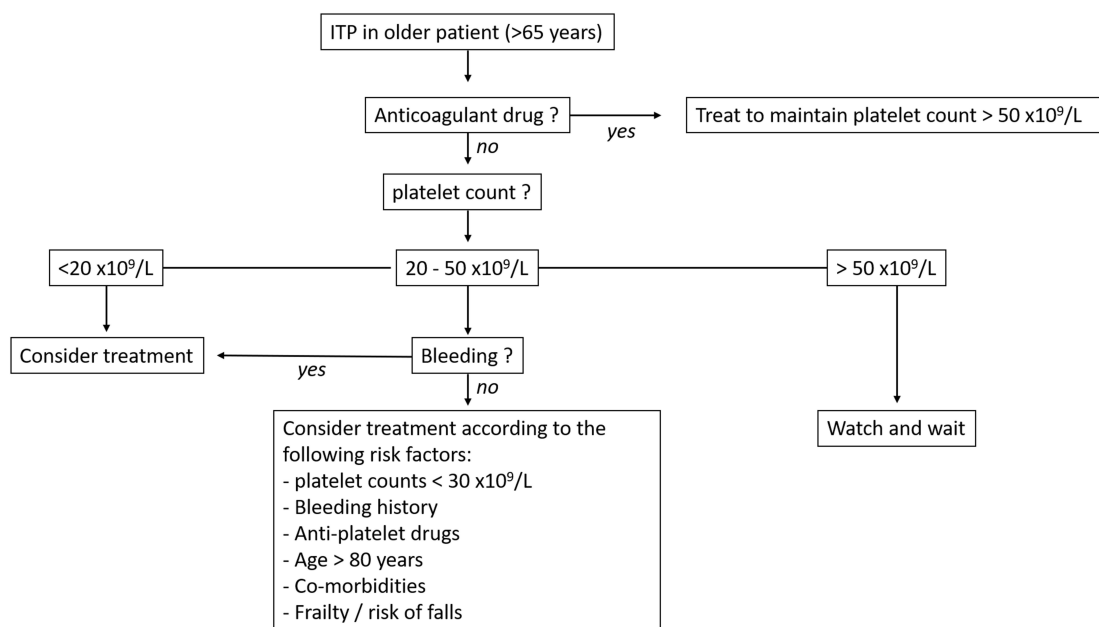 ITP in older patient (>65 years)
Anticoagulant drug ?
yes
Treat to maintain platelet count > 50 x10⁹/L
no
platelet count ?
<20 x10⁹/L
20 - 50 x10⁹/L
> 50 x10⁹/L
Consider treatment
yes
Bleeding ?
no
Consider treatment according to the
following risk factors:
- platelet counts < 30 x10⁹/L
- Bleeding history
- Anti-platelet drugs
- Age > 80 years
- Co-morbidities
- Frailty / risk of falls
Watch and wait